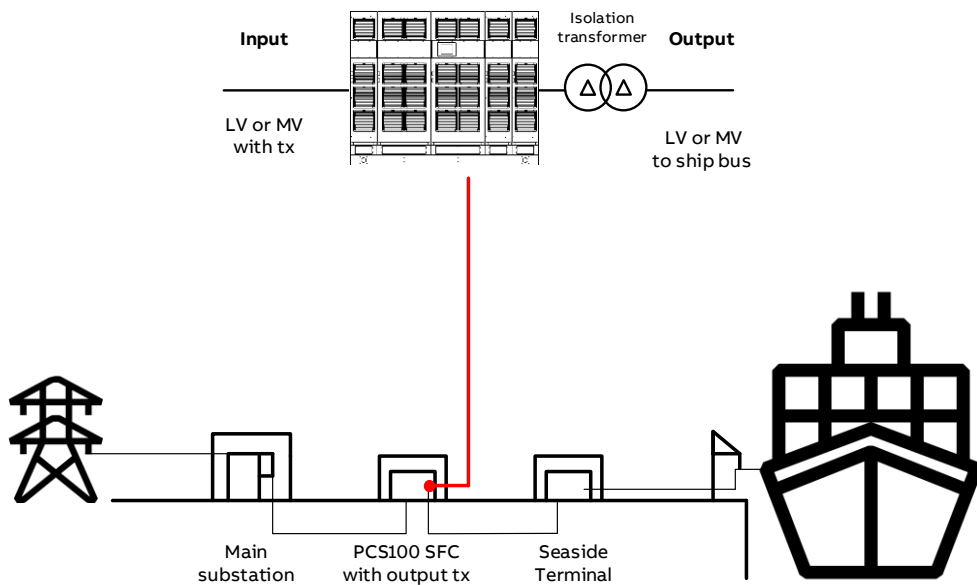 Input
Isolation
transformer
Output
LV or MV
with tx
LV or MV
to ship bus
Main
substation
PCS100 SFC
with output tx
Seaside
Terminal